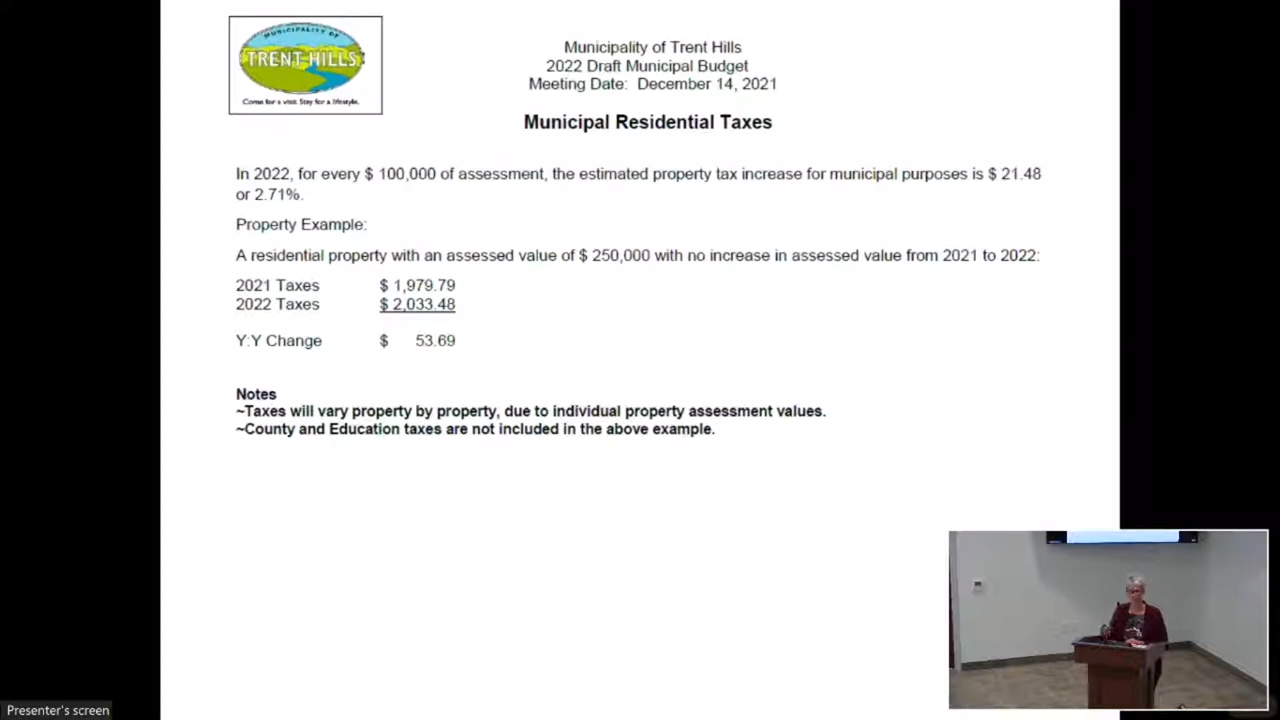 MUNICIPALITY OF
TRENT HILLS
Come for a visit. Stay for a lifestyle.
Municipality of Trent Hills
2022 Draft Municipal Budget
Meeting Date: December 14, 2021
Municipal Residential Taxes
In 2022, for every $ 100,000 of assessment, the estimated property tax increase for municipal purposes is $ 21.48
or 2.71%.
Property Example:
A residential property with an assessed value of $ 250,000 with no increase in assessed value from 2021 to 2022:
2021 Taxes $ 1,979.79
2022 Taxes $ 2,033.48
Y:Y Change $ 53.69
Notes
~Taxes will vary property by property, due to individual property assessment values.
~County and Education taxes are not included in the above example.
Presenter's screen